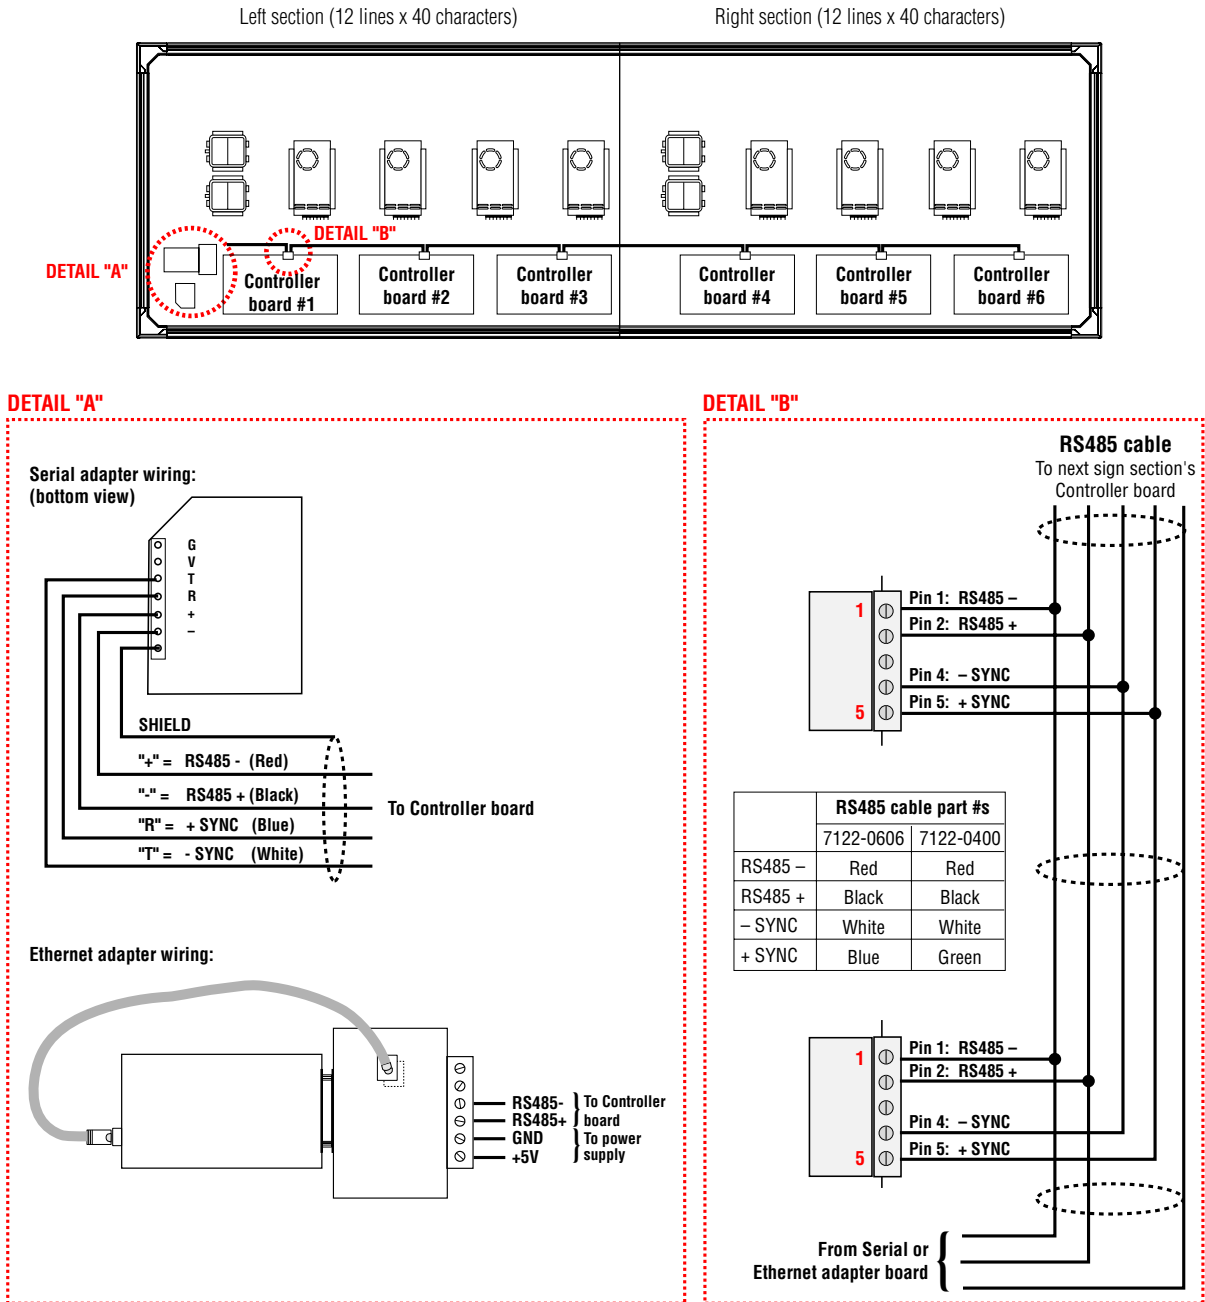 Left section (12 lines x 40 characters)
Right section (12 lines x 40 characters)
DETAIL "A"
DETAIL "B"
Controller
board #1
Controller
board #2
Controller
board #3
Controller
board #4
Controller
board #5
Controller
board #6
DETAIL "A"
Serial adapter wiring:
(bottom view)
G
V
T
R
+
–
SHIELD
"+" = RS485 - (Red)
"-" = RS485 + (Black)
"R" = + SYNC (Blue)
"T" = - SYNC (White)
To Controller board
Ethernet adapter wiring:
RS485-
RS485+
GND
+5V
To Controller
board
To power
supply
DETAIL "B"
RS485 cable
To next sign section's
Controller board
1
5
Pin 1: RS485 –
Pin 2: RS485 +
Pin 4: – SYNC
Pin 5: + SYNC
RS485 cable part #s
7122-0606 7122-0400
RS485 – Red Red
RS485 + Black Black
– SYNC White White
+ SYNC Blue Green
1
5
Pin 1: RS485 –
Pin 2: RS485 +
Pin 4: – SYNC
Pin 5: + SYNC
From Serial or
Ethernet adapter board